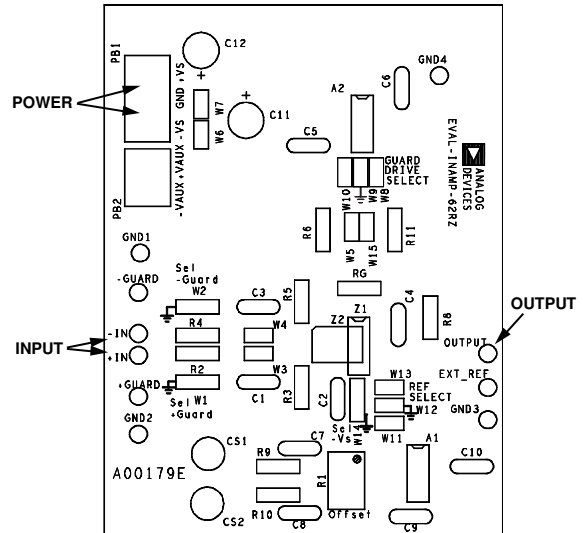 C12
PB1
GND +VS
-VS
POWER
W7
W6
C11
-VAUX +VAUX
PB2
C6
GND4
A2
C5
GUARD
DRIVE
SELECT
W10
W9
W8
ANALOG
DEVICES
EVAL-INAMP-62RZ
R6
R11
W5
W15
GND1
-GUARD
Sel
-Guard
W2
C3
R5
RG
C4
R8
OUTPUT
OUTPUT
INPUT
-IN
+IN
R4
W4
Z2
Z1
R2
W3
EXT_REF
+GUARD
W1
Sel
+Guard
C1
R3
C2
W13
REF
SELECT
W12
GND3
GND2
Sel
-Vs
W14
W11
A1
CS1
C7
R9
R1
C10
A00179E
CS2
R10
C8
Offset
C9